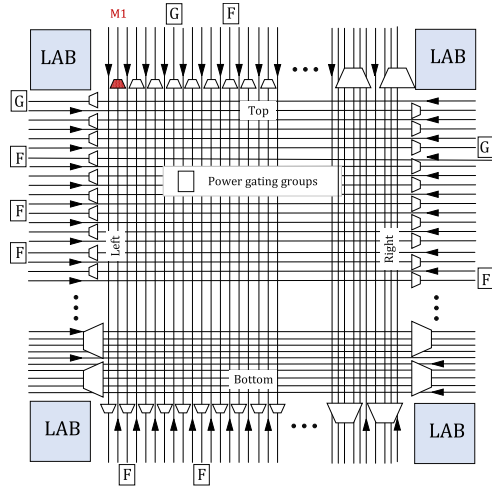 M1
G
F
LAB
LAB
G
Top
F
G
Power gating groups
F
Left
Right
F
F
Bottom
LAB
LAB
F
F